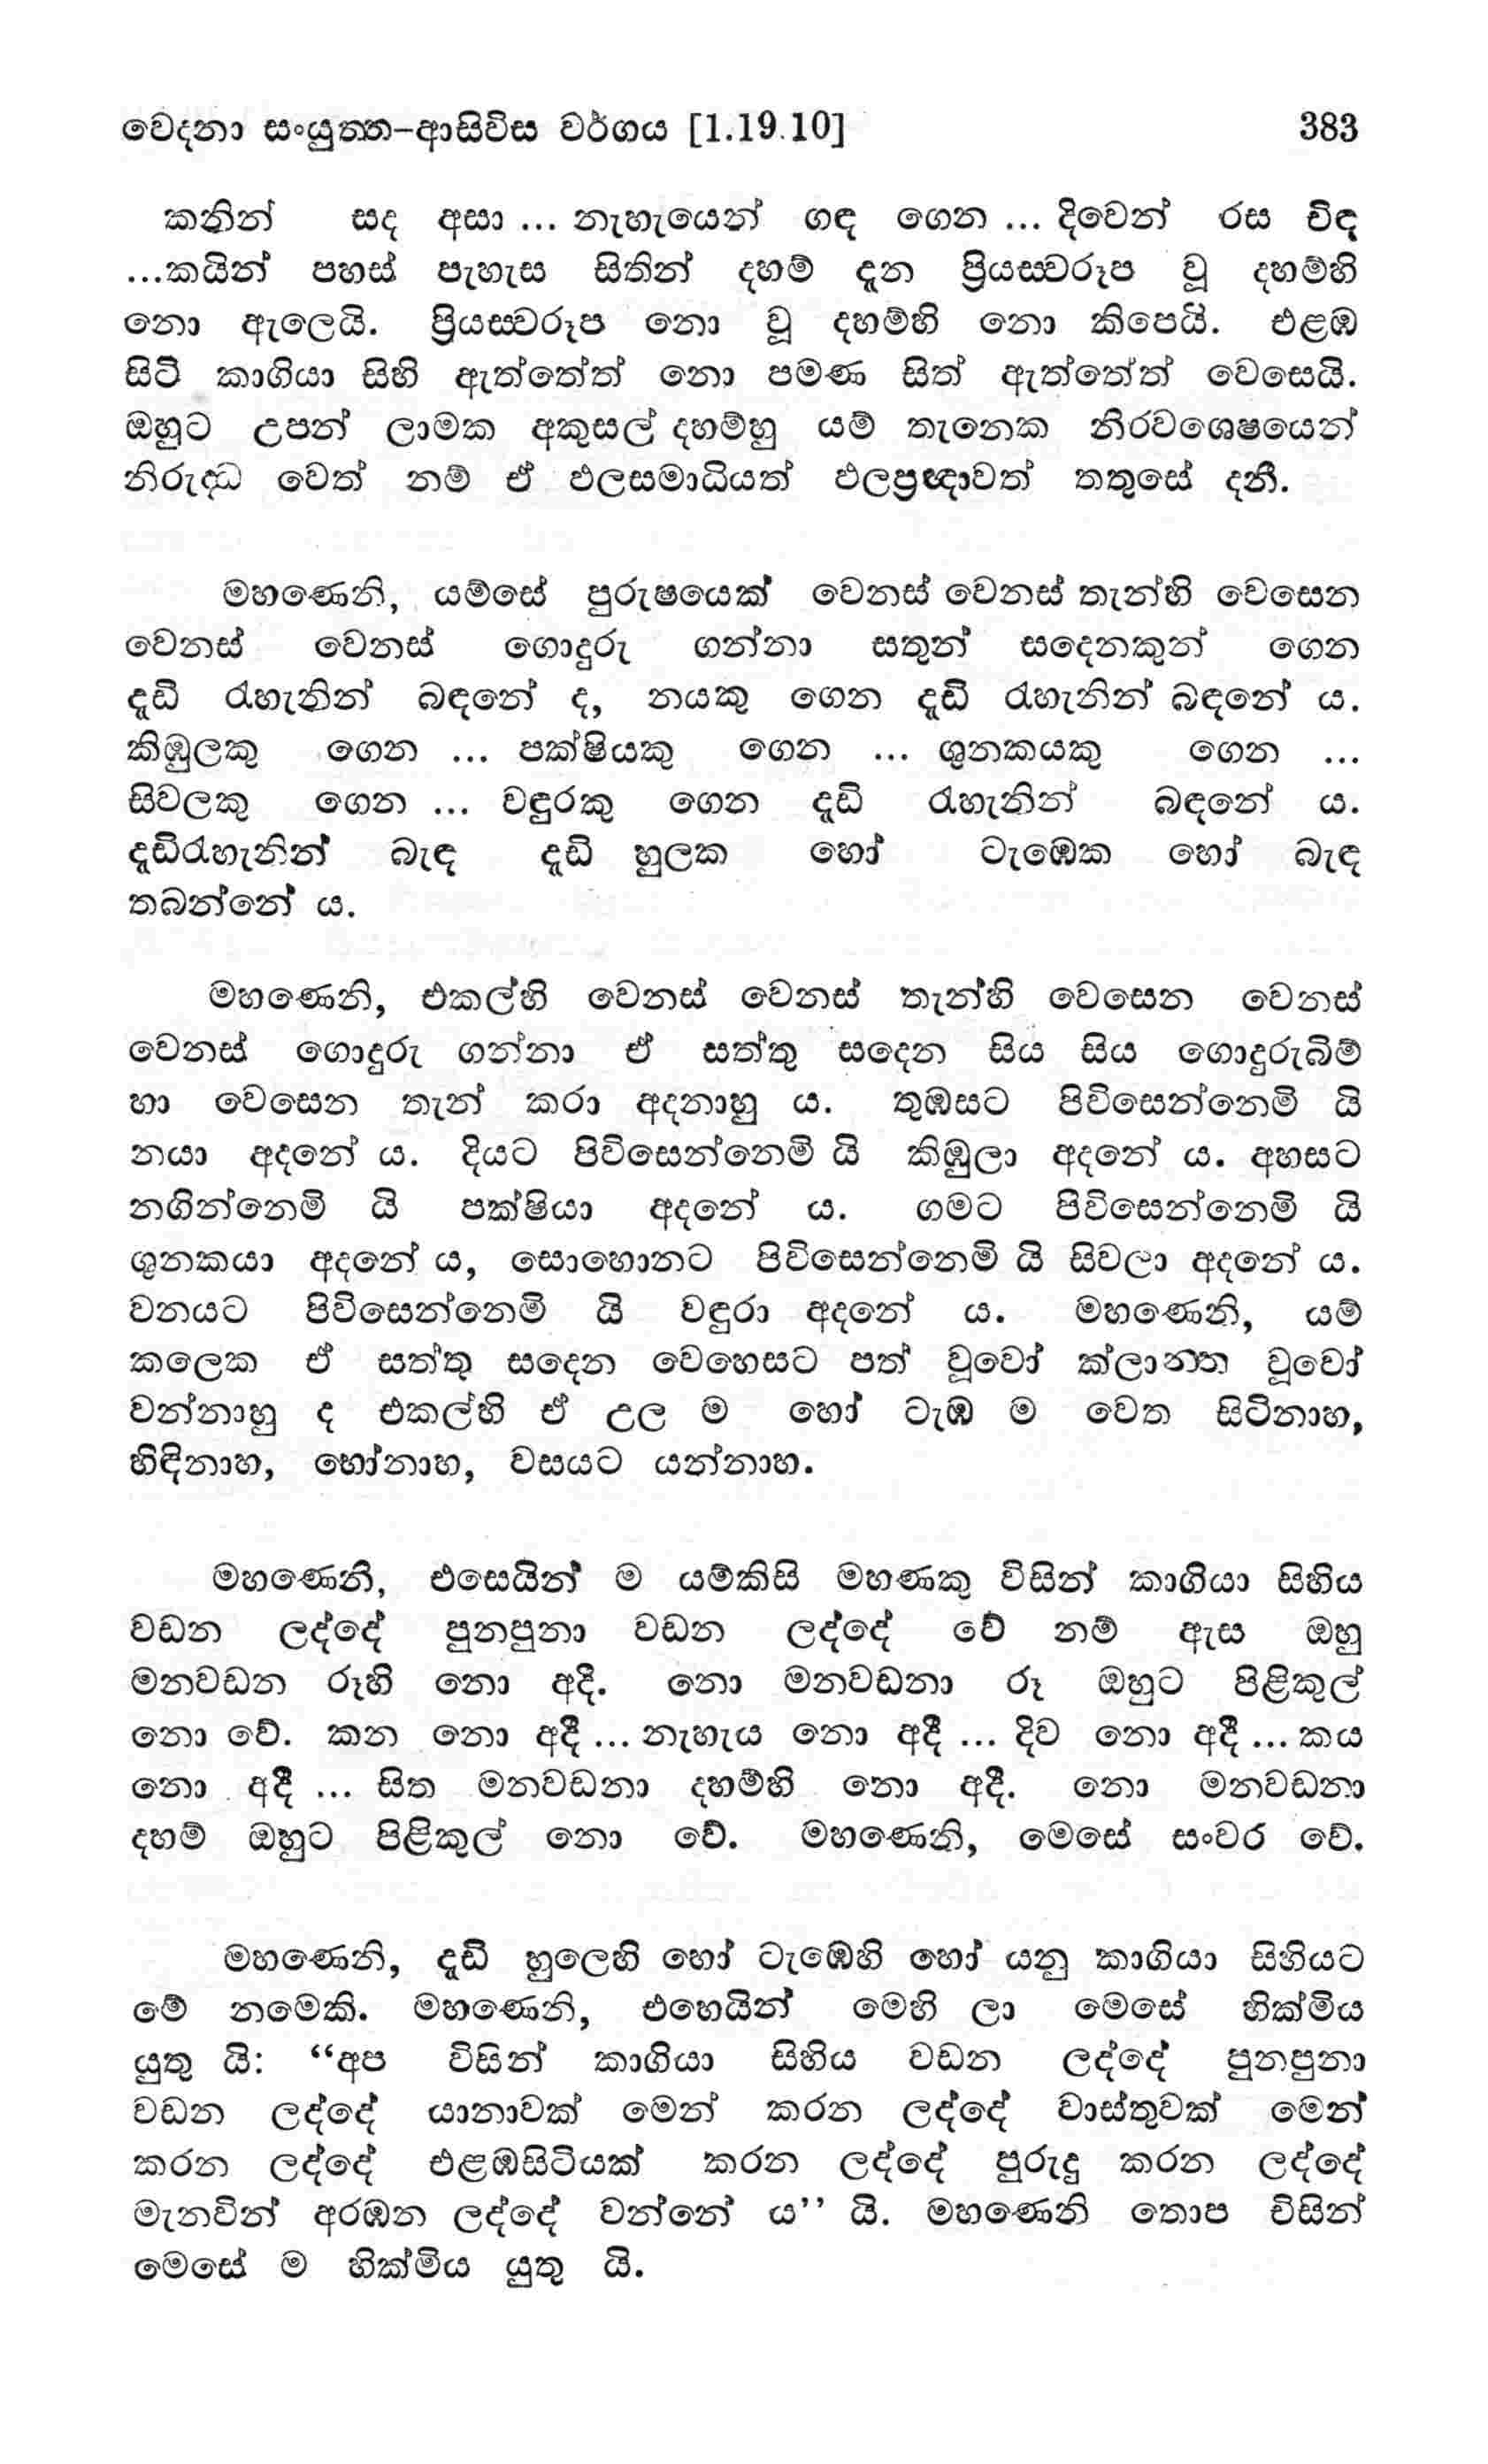 වෙදනා සංයුත්ත-ආසිවිස වර්ගය [1.19.10] 383
කනින් සද අසා ... නැහැයෙන් ගඳ ගෙන ... දිවෙන් රස විඳ
...කයින් පහස් පැහැස සිතින් දහම් දැන ප්‍රියස්වරූප වූ දහම්හි
නො ඇලෙයි. ප්‍රියස්වරූප නො වූ දහම්හි නො කිපෙයි. එළඹ
සිටි කාගියා සිහි ඇත්තේත් නො පමණ සිත් ඇත්තේත් වෙසෙයි.
ඔහුට උපන් ලාමක අකුසල් දහම්හු යම් තැනෙක නිරවශෙෂයෙන්
නිරුද්ධ වෙත් නම් ඒ ඵලසමාධියත් ඵලප්‍රඥාවත් තතුසේ දනී.
මහණෙනි, යම්සේ පුරුෂයෙක් වෙනස් වෙනස් තැන්හි වෙසෙන
වෙනස් වෙනස් ගොදුරු ගන්නා සතුන් සදෙනකුන් ගෙන
දැඩි රැහැනින් බඳනේ ද, නයකු ගෙන දැඩි රැහැනින් බඳනේ ය.
කිඹුලකු ගෙන ... පක්ෂියකු ගෙන ... ශුනකයකු ගෙන ...
සිවලකු ගෙන ... වඳුරකු ගෙන දැඩි රැහැනින් බඳනේ ය.
දැඩිරැහැනින් බැඳ දැඩි හුලක හෝ ටැඹෙක හෝ බැඳ
තබන්නේ ය.
මහණෙනි, එකල්හි වෙනස් වෙනස් තැන්හි වෙසෙන වෙනස්
වෙනස් ගොදුරු ගන්නා ඒ සත්තු සදෙන සිය සිය ගොදුරුබිම්
හා වෙසෙන තැන් කරා අදනාහු ය. තුඹසට පිවිසෙන්නෙමි යි
නයා අදනේ ය. දියට පිවිසෙන්නෙමි යි කිඹුලා අදනේ ය. අහසට
නගින්නෙමි යි පක්ෂියා අදනේ ය. ගමට පිවිසෙන්නෙමි යි
ශුනකයා අදනේ ය, සොහොනට පිවිසෙන්නෙමි යි සිවලා අදනේ ය.
වනයට පිවිසෙන්නෙමි යි වඳුරා අදනේ ය. මහණෙනි, යම්
කලෙක ඒ සත්තු සදෙන වෙහෙසට පත් වූවෝ ක්ලාන්ත වූවෝ
වන්නාහු ද එකල්හි ඒ උල ම හෝ ටැඹ ම වෙත සිටිනාහ,
හිඳිනාහ, හෝනාහ, වසයට යන්නාහ.
මහණෙනි, එසෙයින් ම යම්කිසි මහණකු විසින් කාගියා සිහිය
වඩන ලද්දේ පුනපුනා වඩන ලද්දේ වේ නම් ඇස ඔහු
මනවඩන රූහි නො අදී. නො මනවඩනා රූ ඔහුට පිළිකුල්
නො වේ. කන නො අදී ... නැහැය නො අදී ... දිව නො අදී ... කය
නො අදී ... සිත මනවඩනා දහම්හි නො අදී. නො මනවඩනා
දහම් ඔහුට පිළිකුල් නො වේ. මහණෙනි, මෙසේ සංවර වේ.
මහණෙනි, දැඩි හුලෙහි හෝ ටැඹෙහි හෝ යනු කාගියා සිහියට
මේ නමෙකි. මහණෙනි, එහෙයින් මෙහි ලා මෙසේ හික්මිය
යුතු යි: “අප විසින් කාගියා සිහිය වඩන ලද්දේ පුනපුනා
වඩන ලද්දේ යානාවක් මෙන් කරන ලද්දේ වාස්තුවක් මෙන්
කරන ලද්දේ එළඹසිටියක් කරන ලද්දේ පුරුදු කරන ලද්දේ
මැනවින් අරඹන ලද්දේ වන්නේ ය” යි. මහණෙනි තොප විසින්
මෙසේ ම හික්මිය යුතු යි.